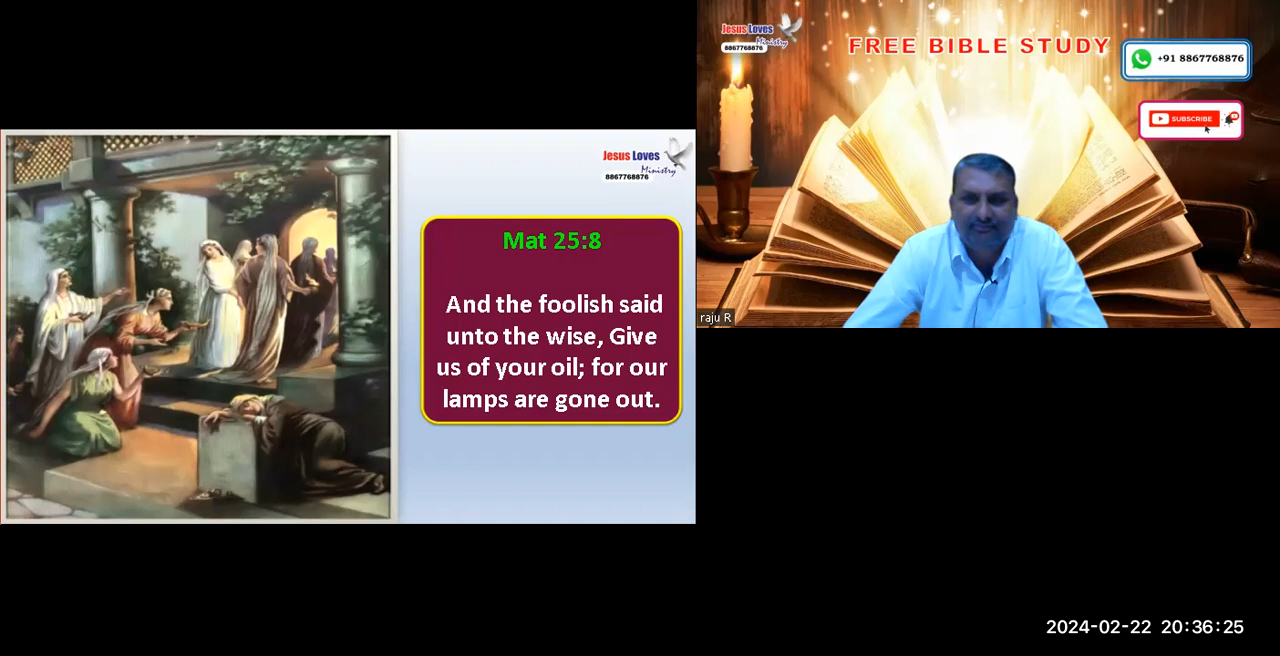 Jesus Loves
Ministry
8867768876
Mat 25:8
And the foolish said
unto the wise, Give
us of your oil; for our
lamps are gone out.
Jesus Loves
Ministry
8867768876
FREE BIBLE STUDY
+91 8867768876
SUBSCRIBE
raju R
2024-02-22 20:36:25